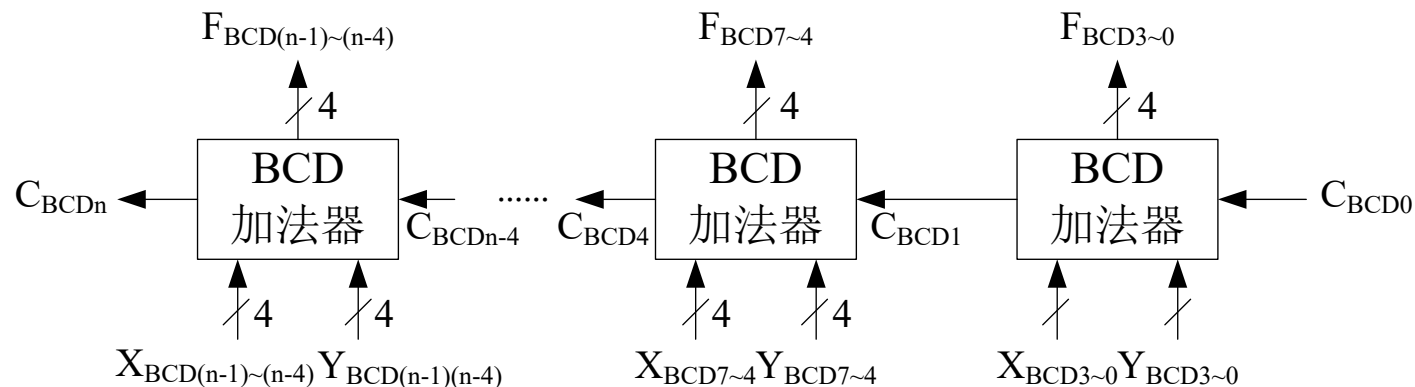 F_BCD(n-1)~(n-4) F_BCD7~4 F_BCD3~0
4 4 4
BCD BCD BCD
C_BCDn 加法器 C_BCDn-4 ...... C_BCD4 加法器 C_BCD1 加法器 C_BCD0
4 4 4 4
X_BCD(n-1)~(n-4) Y_BCD(n-1)(n-4) X_BCD7~4 Y_BCD7~4 X_BCD3~0 Y_BCD3~0